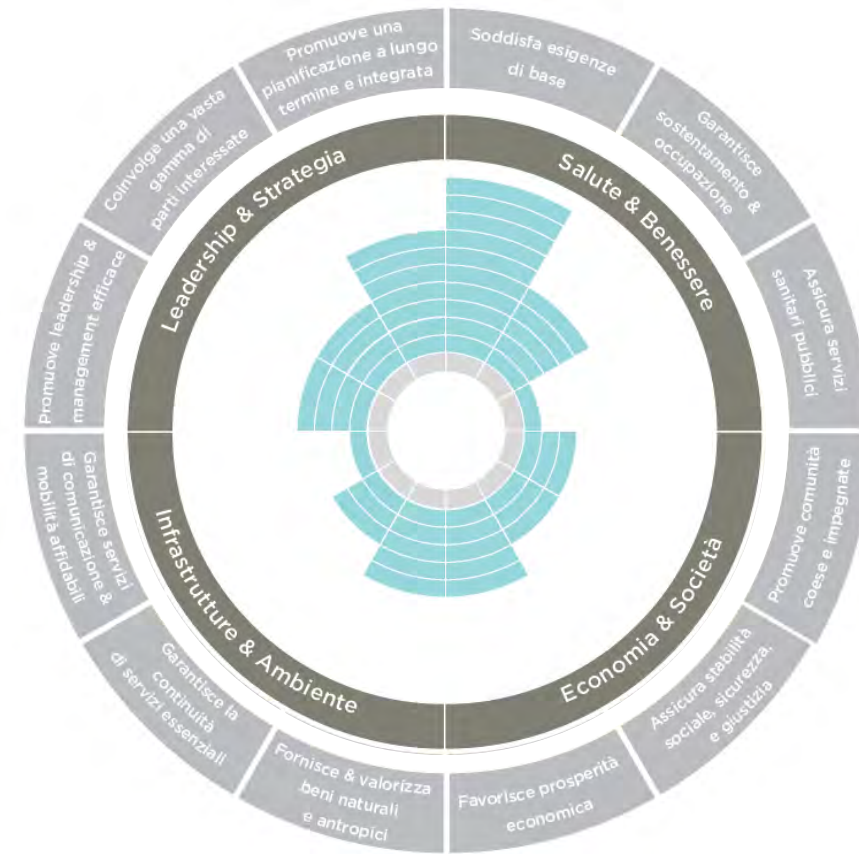 Soddisfa esigenze
di base
Garantisce
sostentamento &
occupazione
Assicura servizi
sanitari pubblici
Promuove comunità
coese e impegnate
Assicura stabilità
sociale, sicurezza,
e giustizia
Favorisce prosperità
economica
Fornisce & valorizza
beni naturali
e antropici
Garantisce la
continuità
di servizi essenziali
Garantisce servizi
di comunicazione &
mobilità affidabili
Promuove leadership &
management efficace
Coinvolge una vasta
gamma di
parti interessate
Promuove una
pianificazione a lungo
termine e integrata
Salute & Benessere
Economia & Società
Infrastrutture & Ambiente
Leadership & Strategia